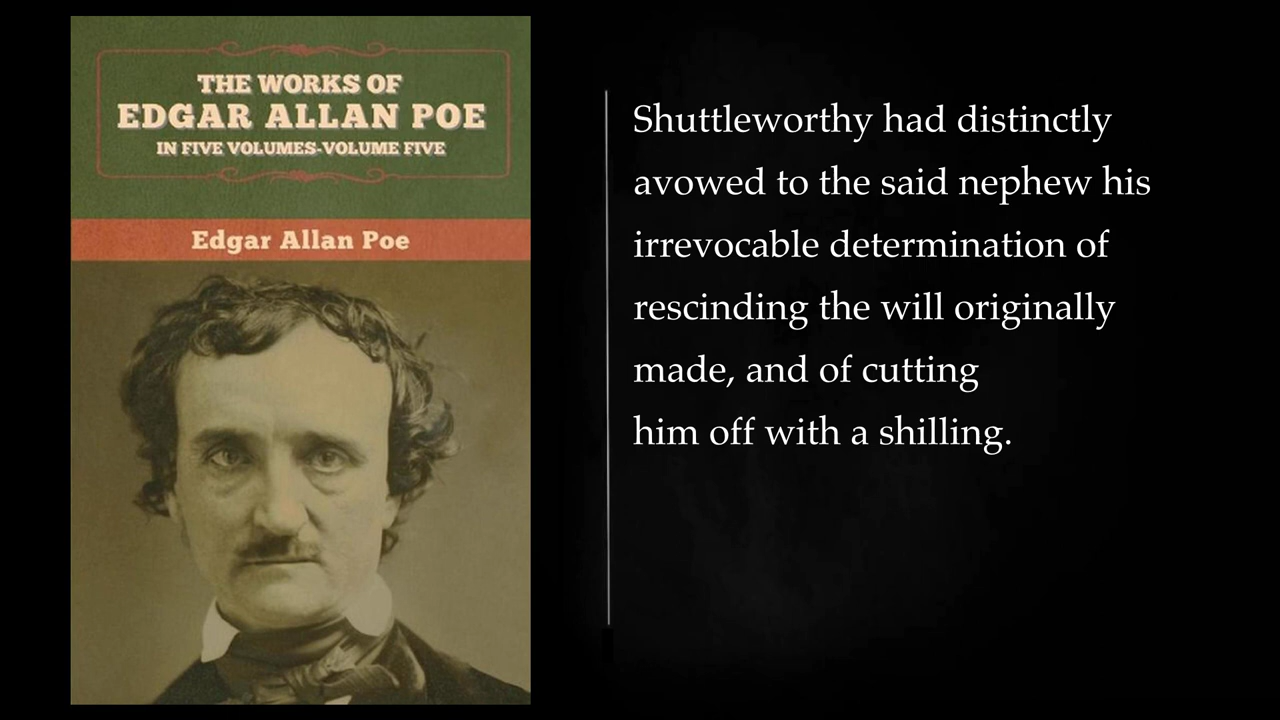 THE WORKS OF
EDGAR ALLAN POE
IN FIVE VOLUMES-VOLUME FIVE
Edgar Allan Poe
Shuttleworthy had distinctly
avowed to the said nephew his
irrevocable determination of
rescinding the will originally
made, and of cutting
him off with a shilling.